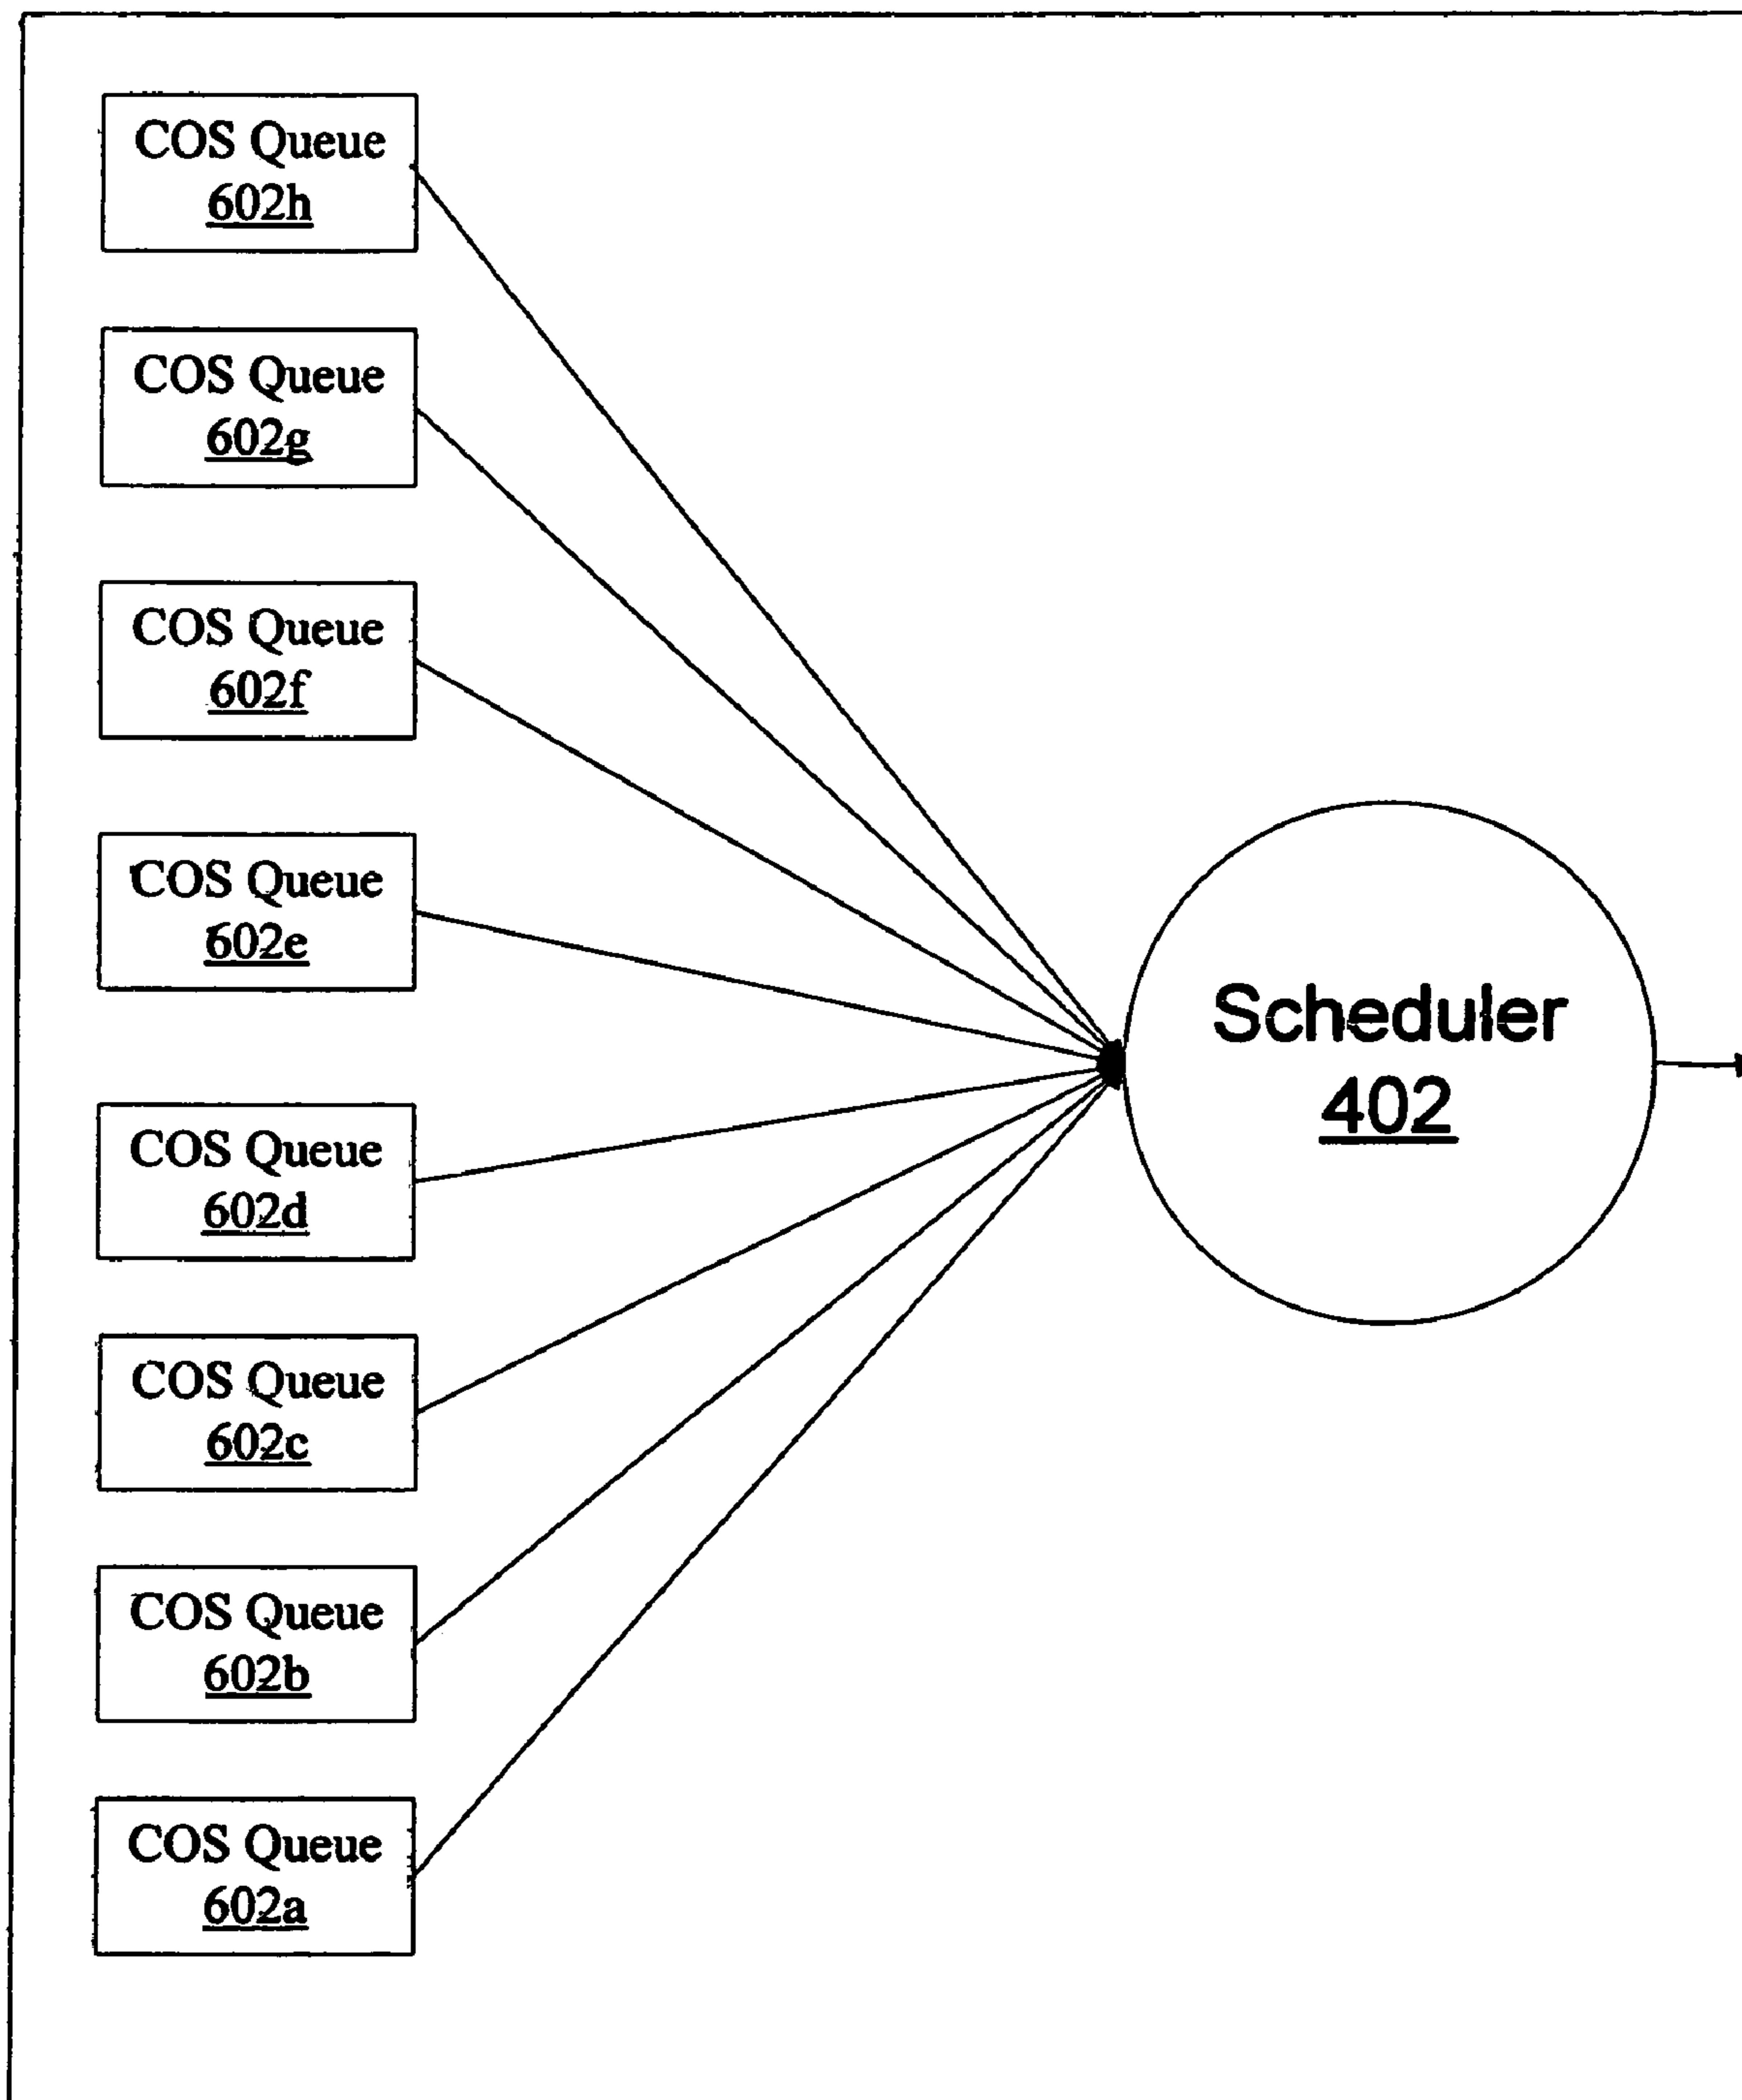 COS Queue
602h
COS Queue
602g
COS Queue
602f
COS Queue
602e
COS Queue
602d
COS Queue
602c
COS Queue
602b
COS Queue
602a
Scheduler
402